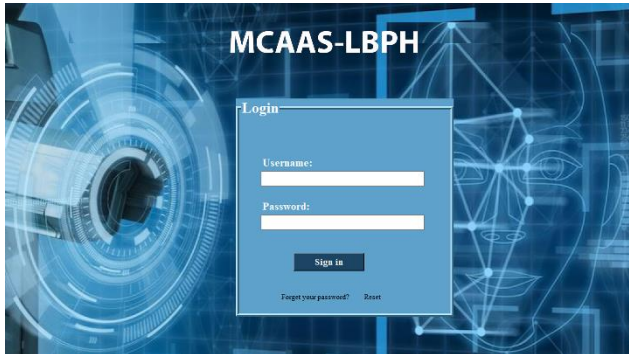 MCAAS-LBPH
Login
Username:
Password:
Sign in
Forget your password? Reset